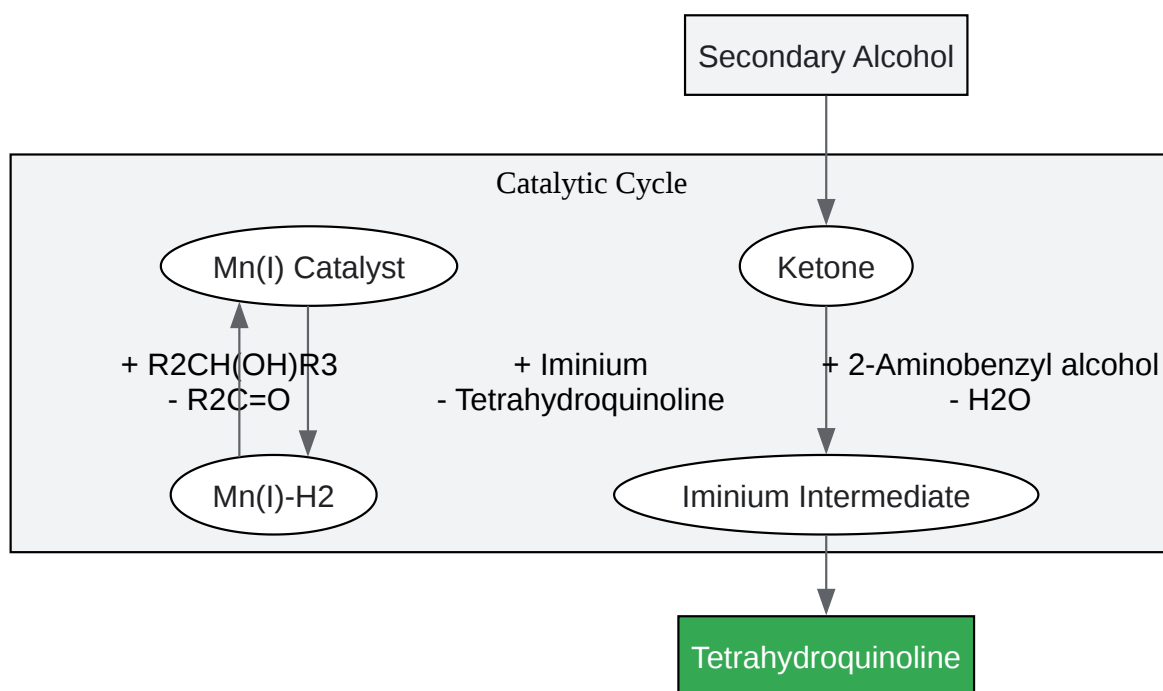 Secondary Alcohol
Catalytic Cycle
Mn(I) Catalyst
Ketone
+ R2CH(OH)R3
- R2C=O
+ Iminium
- Tetrahydroquinoline
+ 2-Aminobenzyl alcohol
- H2O
Mn(I)-H2
Iminium Intermediate
Tetrahydroquinoline